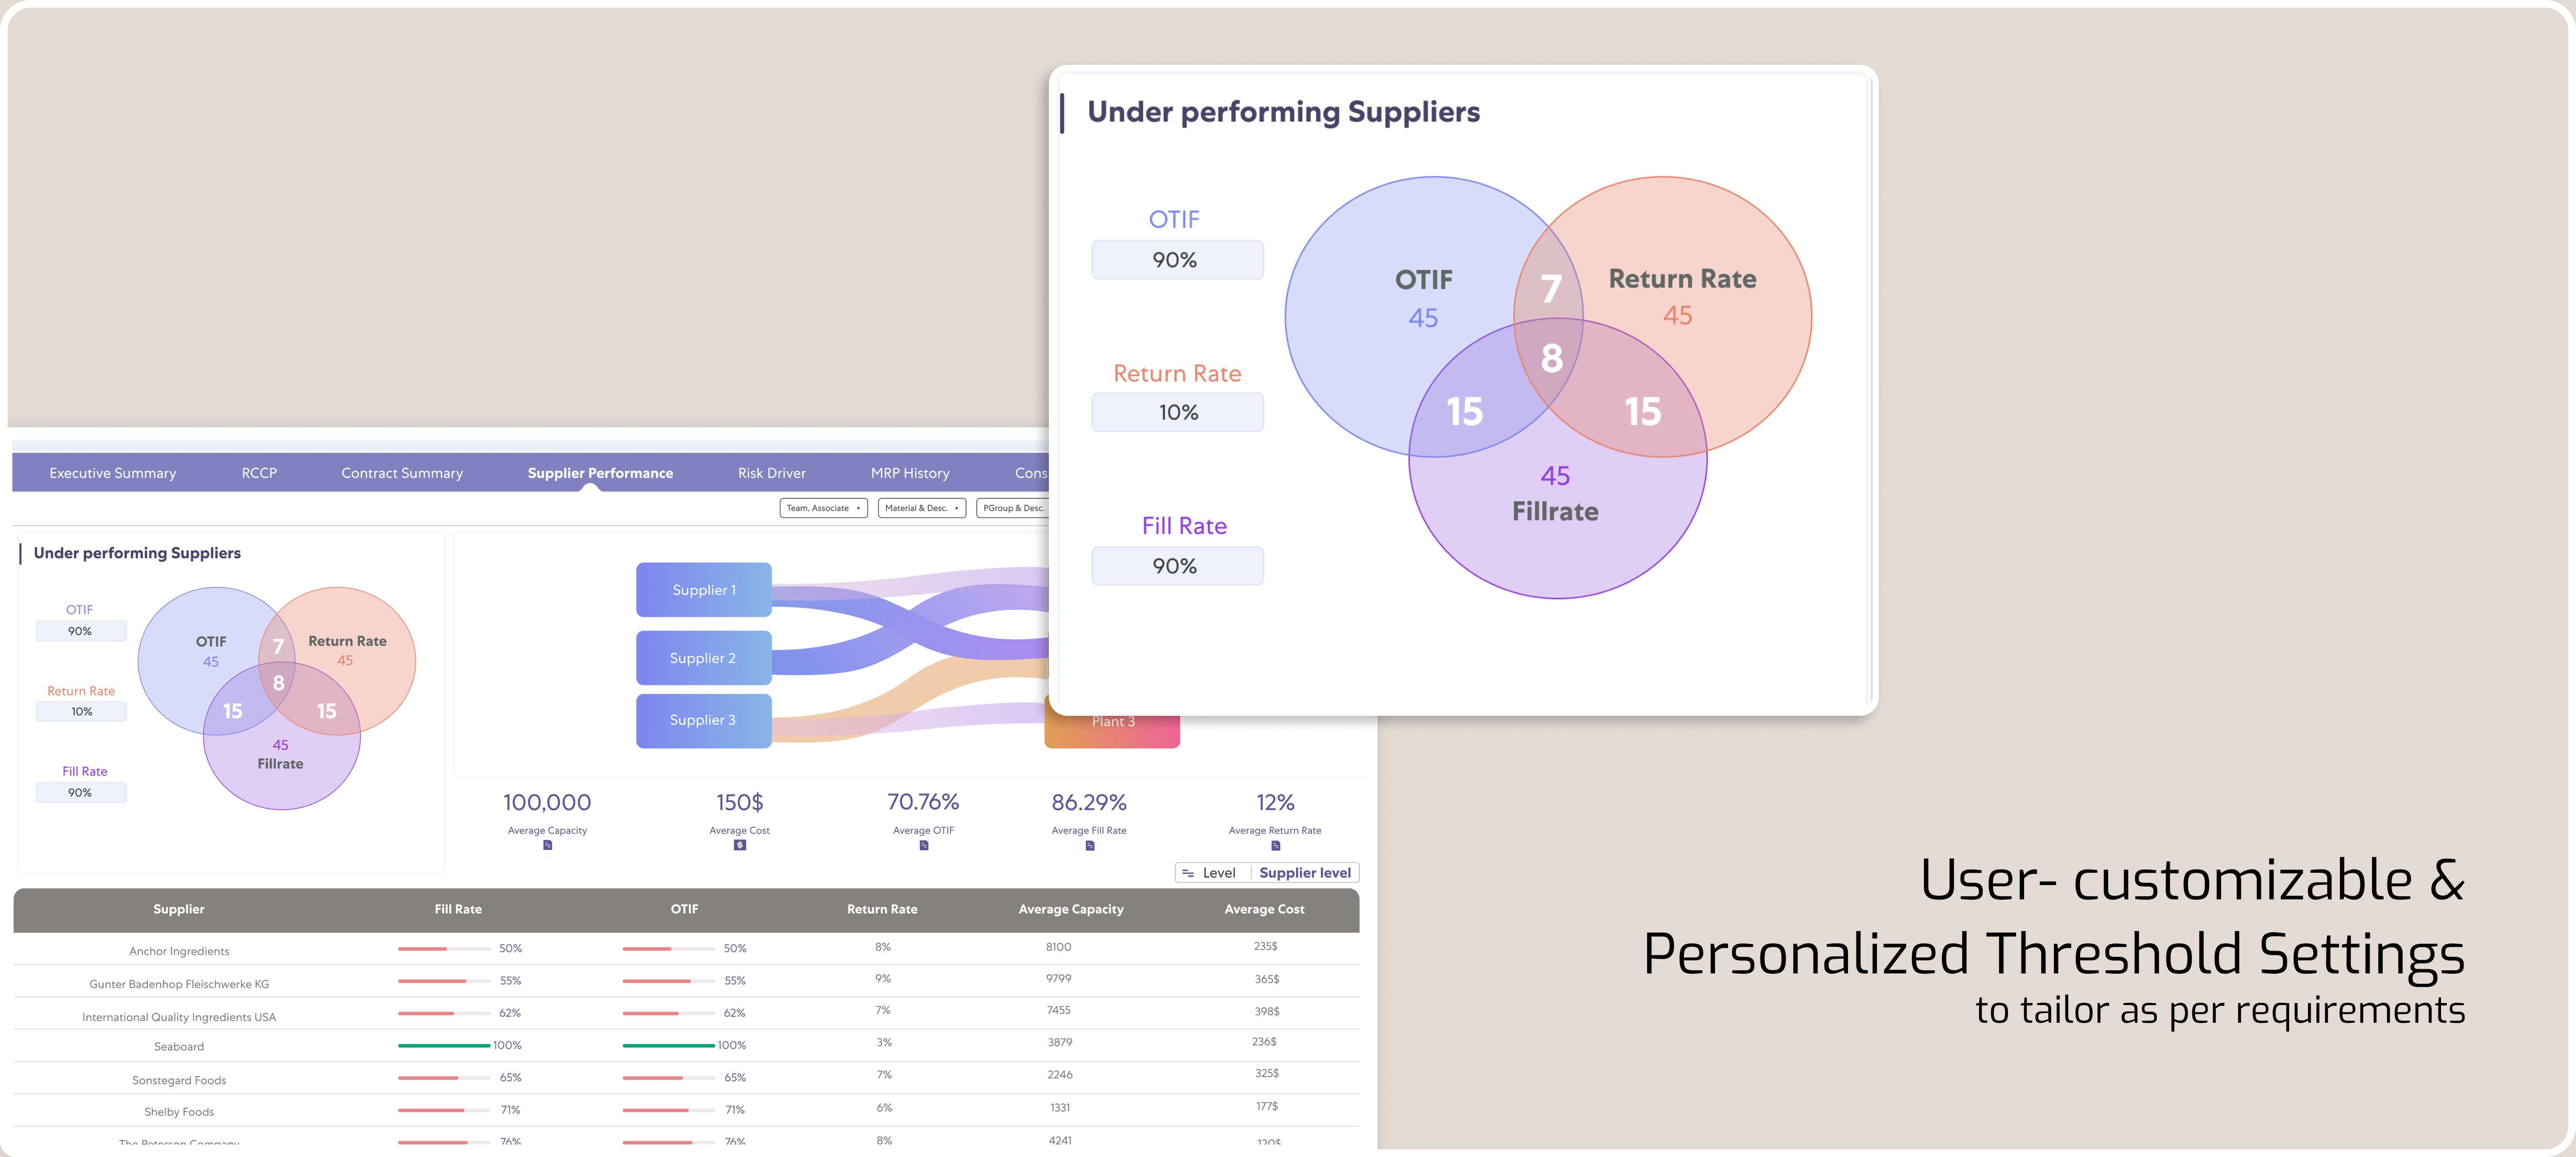 Under performing Suppliers
OTIF
90%
Return Rate
10%
Fill Rate
90%
OTIF
45
7
Return Rate
45
8
15
15
45
Fillrate
Executive Summary RCCP Contract Summary Supplier Performance Risk Driver MRP History
Team, Associate Material & Desc. PGroup & Desc.
Under performing Suppliers
OTIF
90%
Return Rate
10%
Fill Rate
90%
OTIF
45
7
Return Rate
45
8
15
15
45
Fillrate
Supplier 1
Supplier 2
Supplier 3
Plant 3
100,000 150$ 70.76% 86.29% 12%
Average Capacity Average Cost Average OTIF Average Fill Rate Average Return Rate
Level Supplier level
Supplier Fill Rate OTIF Return Rate Average Capacity Average Cost
Anchor Ingredients 50% 50% 8% 8100 235$
Gunter Badenhop Fleischwerke KG 55% 55% 9% 9799 365$
International Quality Ingredients USA 62% 62% 7% 7455 398$
Seaboard 100% 100% 3% 3879 236$
Sonstegard Foods 65% 65% 7% 2246 325$
Shelby Foods 71% 71% 6% 1331 177$
The Peterson Company 76% 76% 8% 4241 120$
User- customizable &
Personalized Threshold Settings
to tailor as per requirements